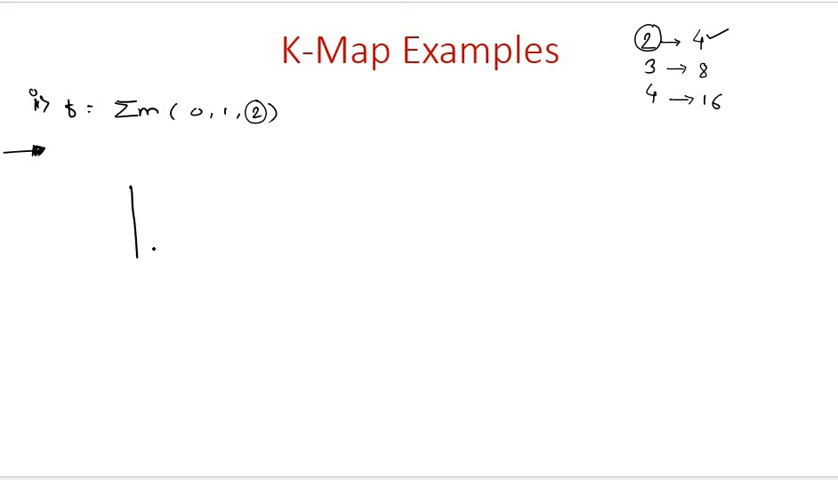 K-Map Examples
2 → 4 ✓
3 → 8
4 → 16
i) f = Σm ( 0, 1, 2 )